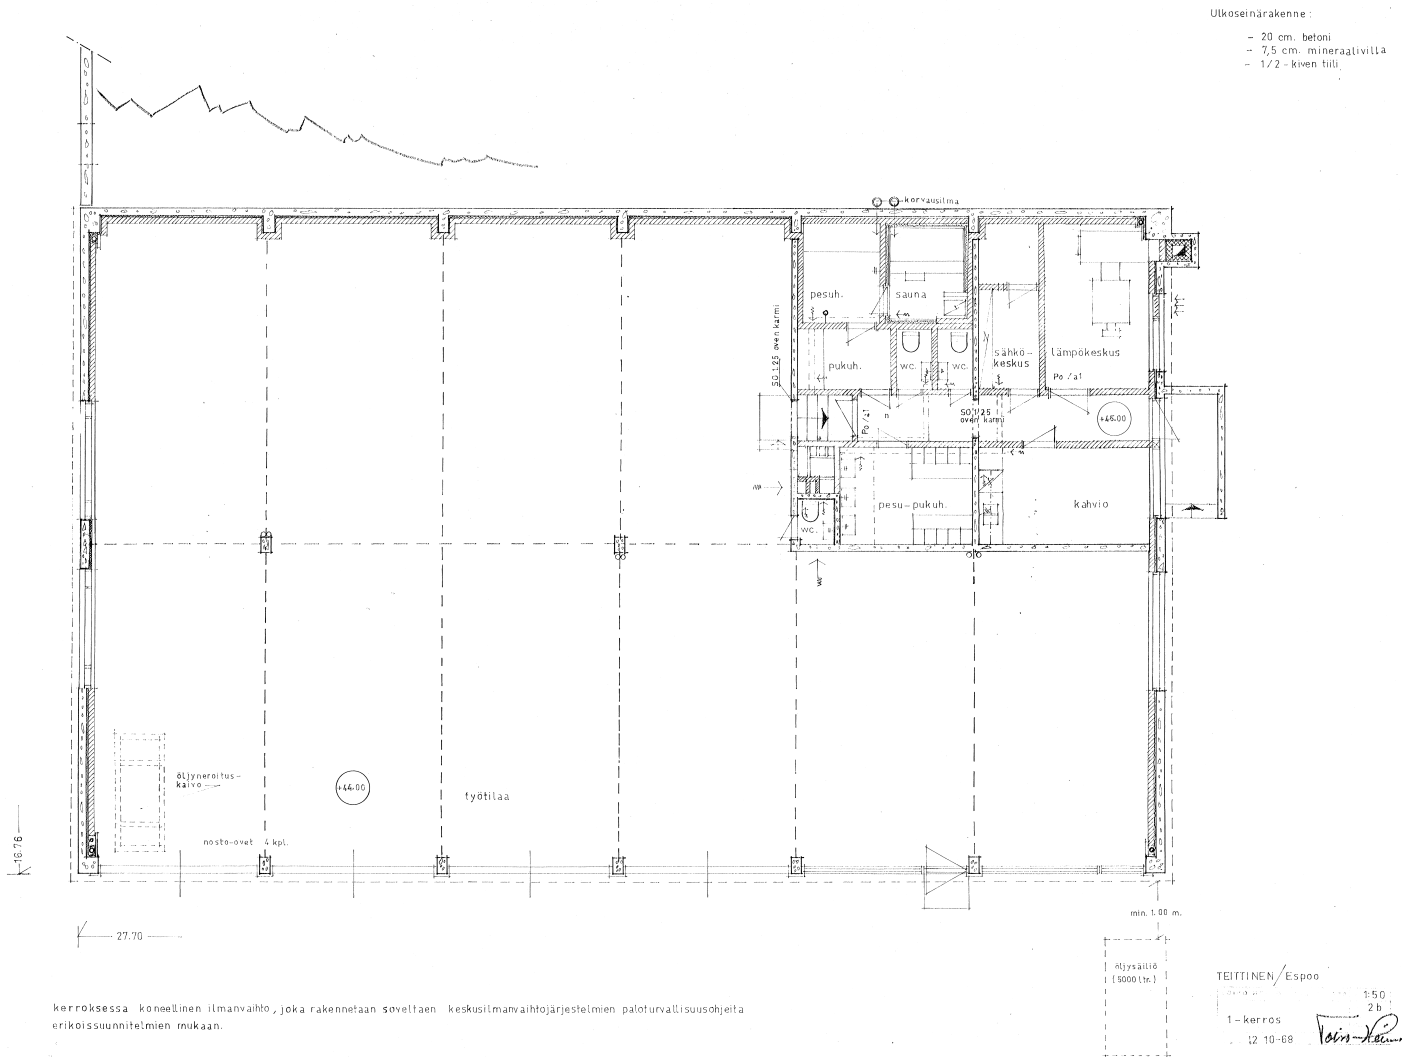 Ulkoseinärakenne :
- 20 cm. betoni
- 7,5 cm. mineraalivilla
- 1/2 - kiven tiili
korvausilma
pesuh.
sauna
SO 1.25 oven karmi
pukuh.
wc.
wc.
sähkö-
keskus
lämpökeskus
Po /a1
Po /a1
SO 1/25
oven karmi
+46.00
pesu-pukuh.
kahvio
wc.
öljyneroitus-
kaivo
+44.00
työtilaa
nosto-ovet 4 kpl.
16.76
27.70
min. 1.00 m.
öljysäiliö
(5000 ltr.)
kerroksessa koneellinen ilmanvaihto, joka rakennetaan soveltaen keskusilmanvaihtojärjestelmien paloturvallisuusohjeita
erikoissuunnitelmien mukaan.
TEITTINEN/Espoo
1:50
2b
1-kerros
12 10-68